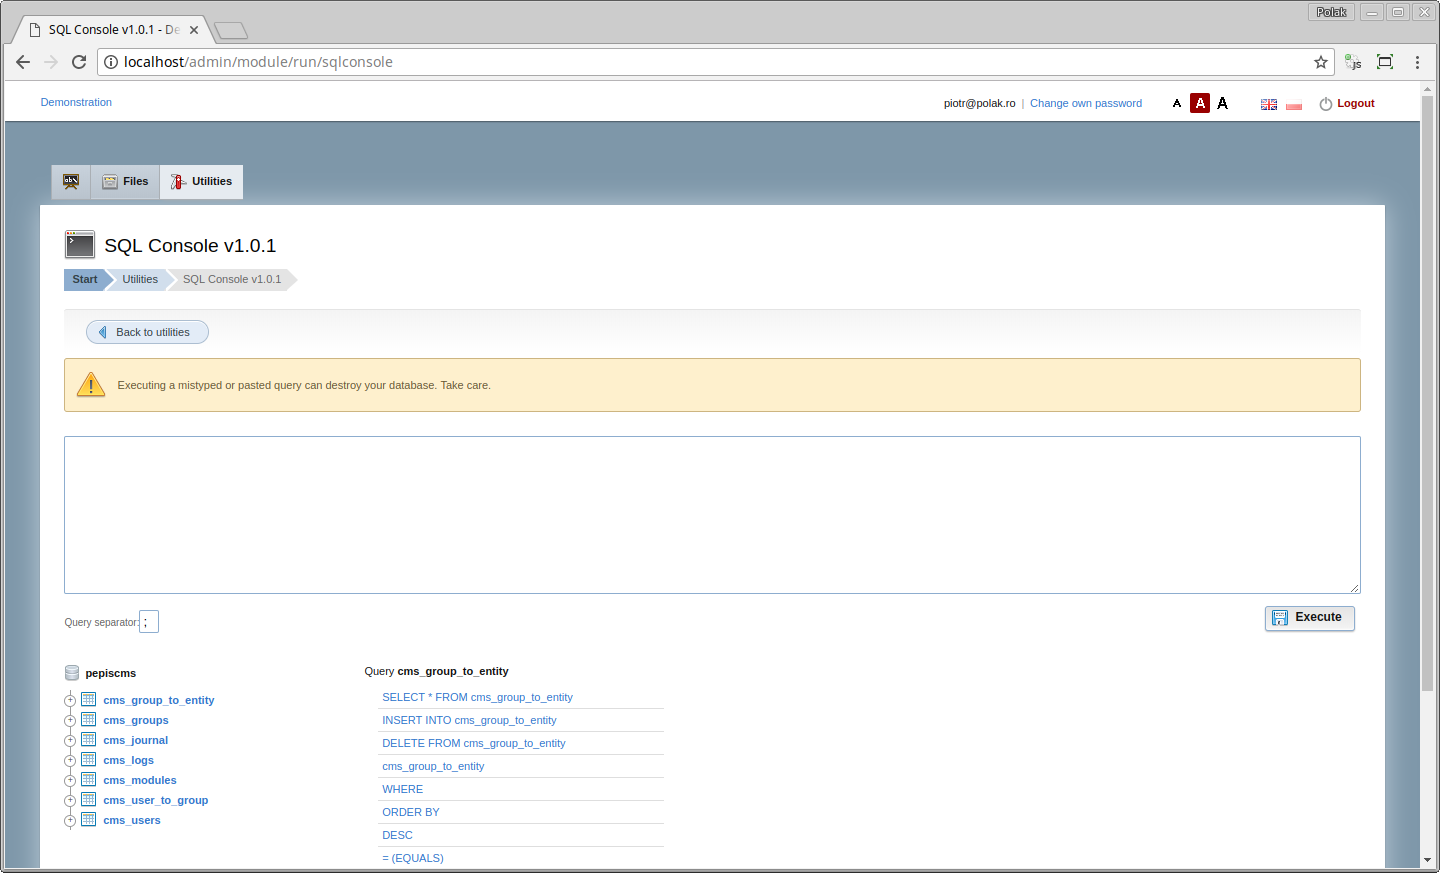 Polak
SQL Console v1.0.1 - De
localhost/admin/module/run/sqlconsole
js
Demonstration
piotr@polak.ro | Change own password A A A Logout
Files Utilities
SQL Console v1.0.1
Start Utilities SQL Console v1.0.1
Back to utilities
Executing a mistyped or pasted query can destroy your database. Take care.
Query separator: ;
Execute
pepiscms
cms_group_to_entity
cms_groups
cms_journal
cms_logs
cms_modules
cms_user_to_group
cms_users
Query cms_group_to_entity
SELECT * FROM cms_group_to_entity
INSERT INTO cms_group_to_entity
DELETE FROM cms_group_to_entity
cms_group_to_entity
WHERE
ORDER BY
DESC
= (EQUALS)